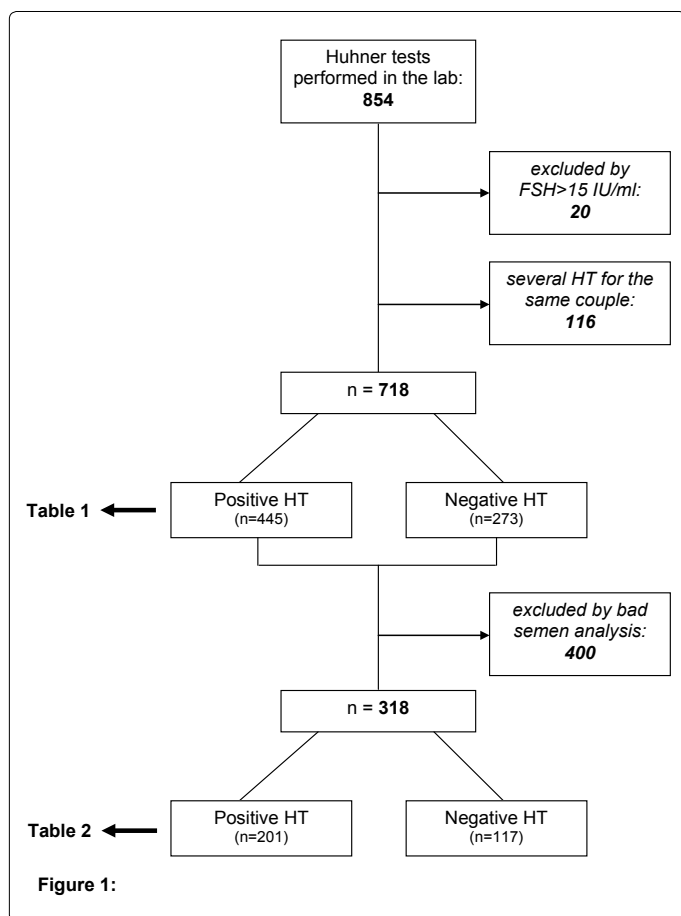 Huhner tests
performed in the lab:
854
excluded by
FSH>15 IU/ml:
20
several HT for the
same couple:
116
n = 718
Table 1
Positive HT
(n=445)
Negative HT
(n=273)
excluded by bad
semen analysis:
400
n = 318
Table 2
Positive HT
(n=201)
Negative HT
(n=117)
Figure 1: